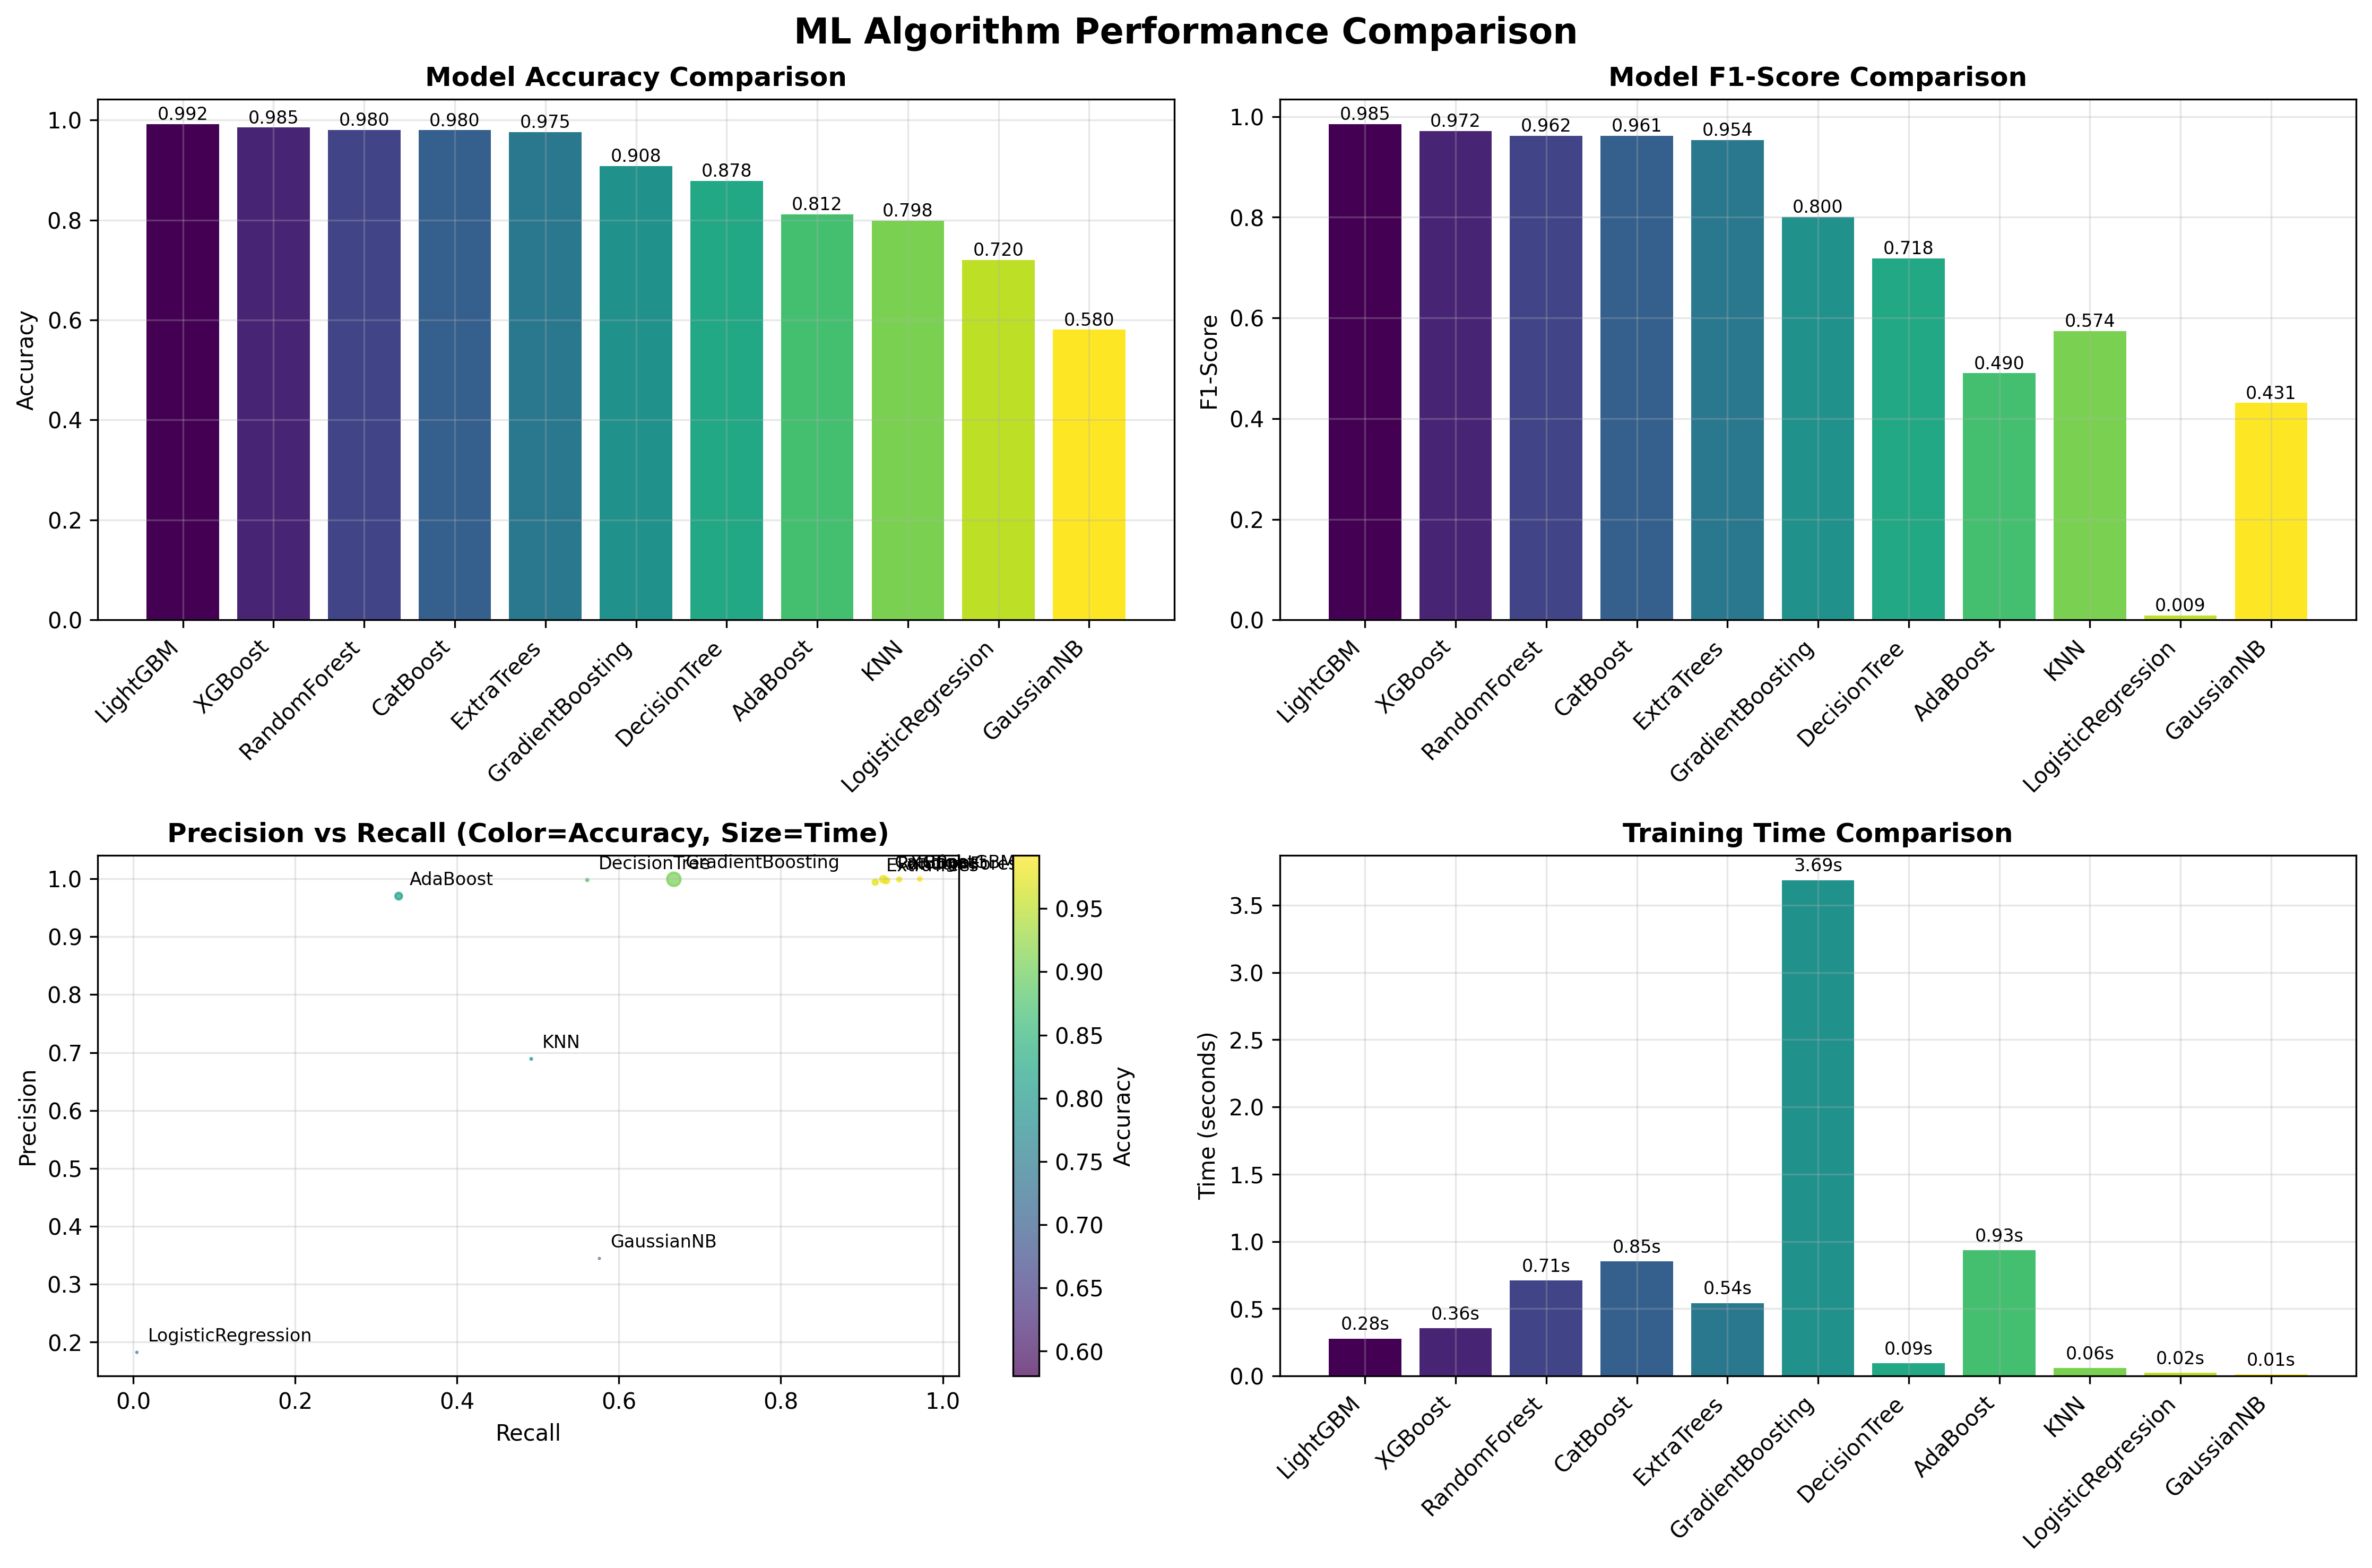 ML Algorithm Performance Comparison
Model Accuracy Comparison
Accuracy
1.0
0.8
0.6
0.4
0.2
0.0
0.992
0.985
0.980
0.980
0.975
0.908
0.878
0.812
0.798
0.720
0.580
LightGBM
XGBoost
RandomForest
CatBoost
ExtraTrees
GradientBoosting
DecisionTree
AdaBoost
KNN
LogisticRegression
GaussianNB
Model F1-Score Comparison
F1-Score
1.0
0.8
0.6
0.4
0.2
0.0
0.985
0.972
0.962
0.961
0.954
0.800
0.718
0.490
0.574
0.009
0.431
LightGBM
XGBoost
RandomForest
CatBoost
ExtraTrees
GradientBoosting
DecisionTree
AdaBoost
KNN
LogisticRegression
GaussianNB
Precision vs Recall (Color=Accuracy, Size=Time)
Precision
1.0
0.9
0.8
0.7
0.6
0.5
0.4
0.3
0.2
DecisionTree
GradientBoosting
AdaBoost
KNN
GaussianNB
LogisticRegression
0.0
0.2
0.4
0.6
0.8
1.0
Recall
0.95
0.90
0.85
0.80
0.75
0.70
0.65
0.60
Accuracy
Training Time Comparison
Time (seconds)
3.5
3.0
2.5
2.0
1.5
1.0
0.5
0.0
0.28s
0.36s
0.71s
0.85s
0.54s
3.69s
0.09s
0.93s
0.06s
0.02s
0.01s
LightGBM
XGBoost
RandomForest
CatBoost
ExtraTrees
GradientBoosting
DecisionTree
AdaBoost
KNN
LogisticRegression
GaussianNB